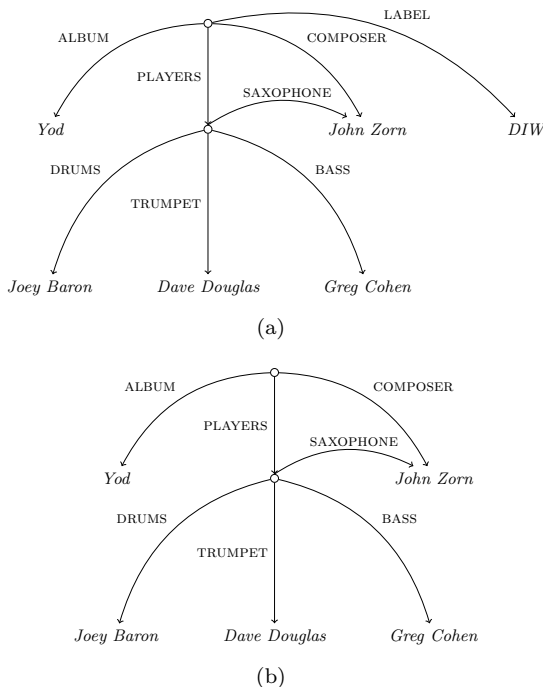 LABEL
ALBUM COMPOSER
PLAYERS
SAXOPHONE
Yod John Zorn DIW
DRUMS BASS
TRUMPET
Joey Baron Dave Douglas Greg Cohen
(a)
ALBUM COMPOSER
PLAYERS
SAXOPHONE
Yod John Zorn
DRUMS BASS
TRUMPET
Joey Baron Dave Douglas Greg Cohen
(b)